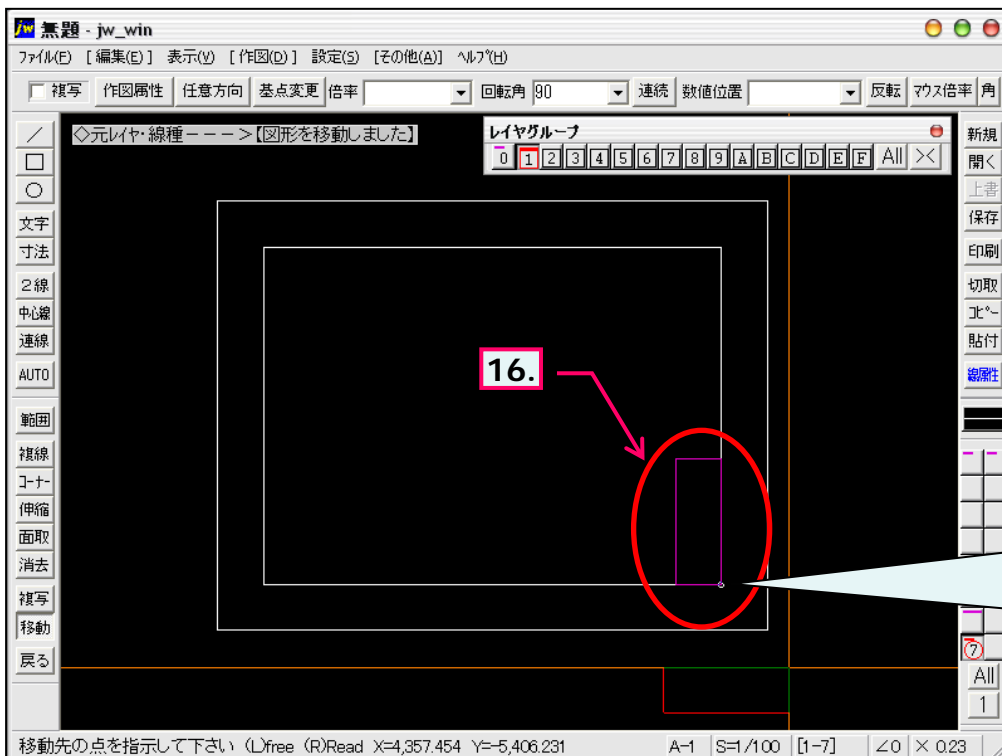 無題 - jw_win
ファイル(F) [編集(E)] 表示(V) [作図(D)] 設定(S) [その他(A)] ヘルプ(H)
複写 作図属性 任意方向 基点変更 倍率 回転角 90 連続 数値位置 反転 マウス倍率 角
◇元レイヤ・線種－－－＞【図形を移動しました】
レイヤグループ
0 1 2 3 4 5 6 7 8 9 A B C D E F All ><
／
□
○
文字
寸法
２線
中心線
連線
AUTO
範囲
複線
コーナー
伸縮
面取
消去
複写
移動
戻る
16.
新規
開く
上書
保存
印刷
切取
コピー
貼付
線属性
7
All
1
移動先の点を指示して下さい (L)free (R)Read X=4,357.454 Y=-5,406.231 A-1 S=1/100 [1-7] ∠0 × 0.23